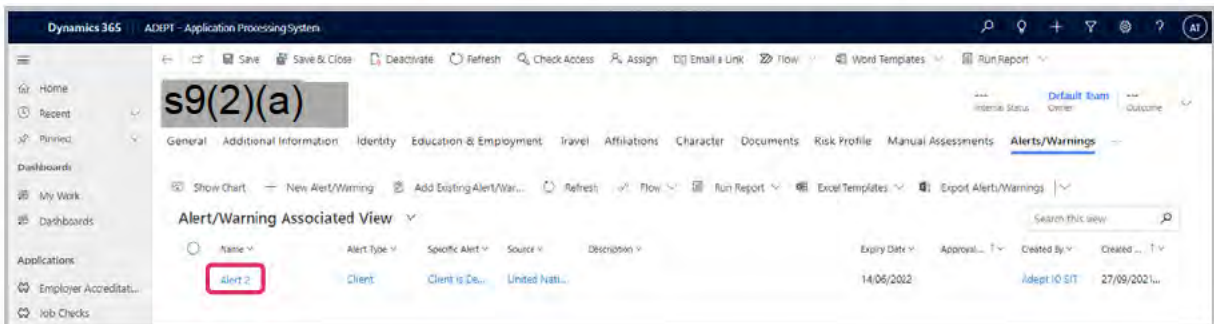 Dynamics 365 ADEPT - Application Processing System AT
Save Save & Close Deactivate Refresh Check Access Assign Email a Link Flow Word Templates Run Report
Home
Recent
Pinned
s9(2)(a)
--- Default Team ---
Internal Status Owner Outcome
General Additional Information Identity Education & Employment Travel Affiliations Character Documents Risk Profile Manual Assessments Alerts/Warnings ...
Dashboards
My Work
Dashboards
Show Chart New Alert/Warning Add Existing Alert/War... Refresh Flow Run Report Excel Templates Export Alerts/Warnings
Alert/Warning Associated View
Search this view
Name Alert Type Specific Alert Source Description Expiry Date Approval... Created By Created ...
Alert 2 Client Client is De... United Nati... 14/06/2022 Adept IO SIT 27/09/2021...
Applications
Employer Accreditati...
Job Checks